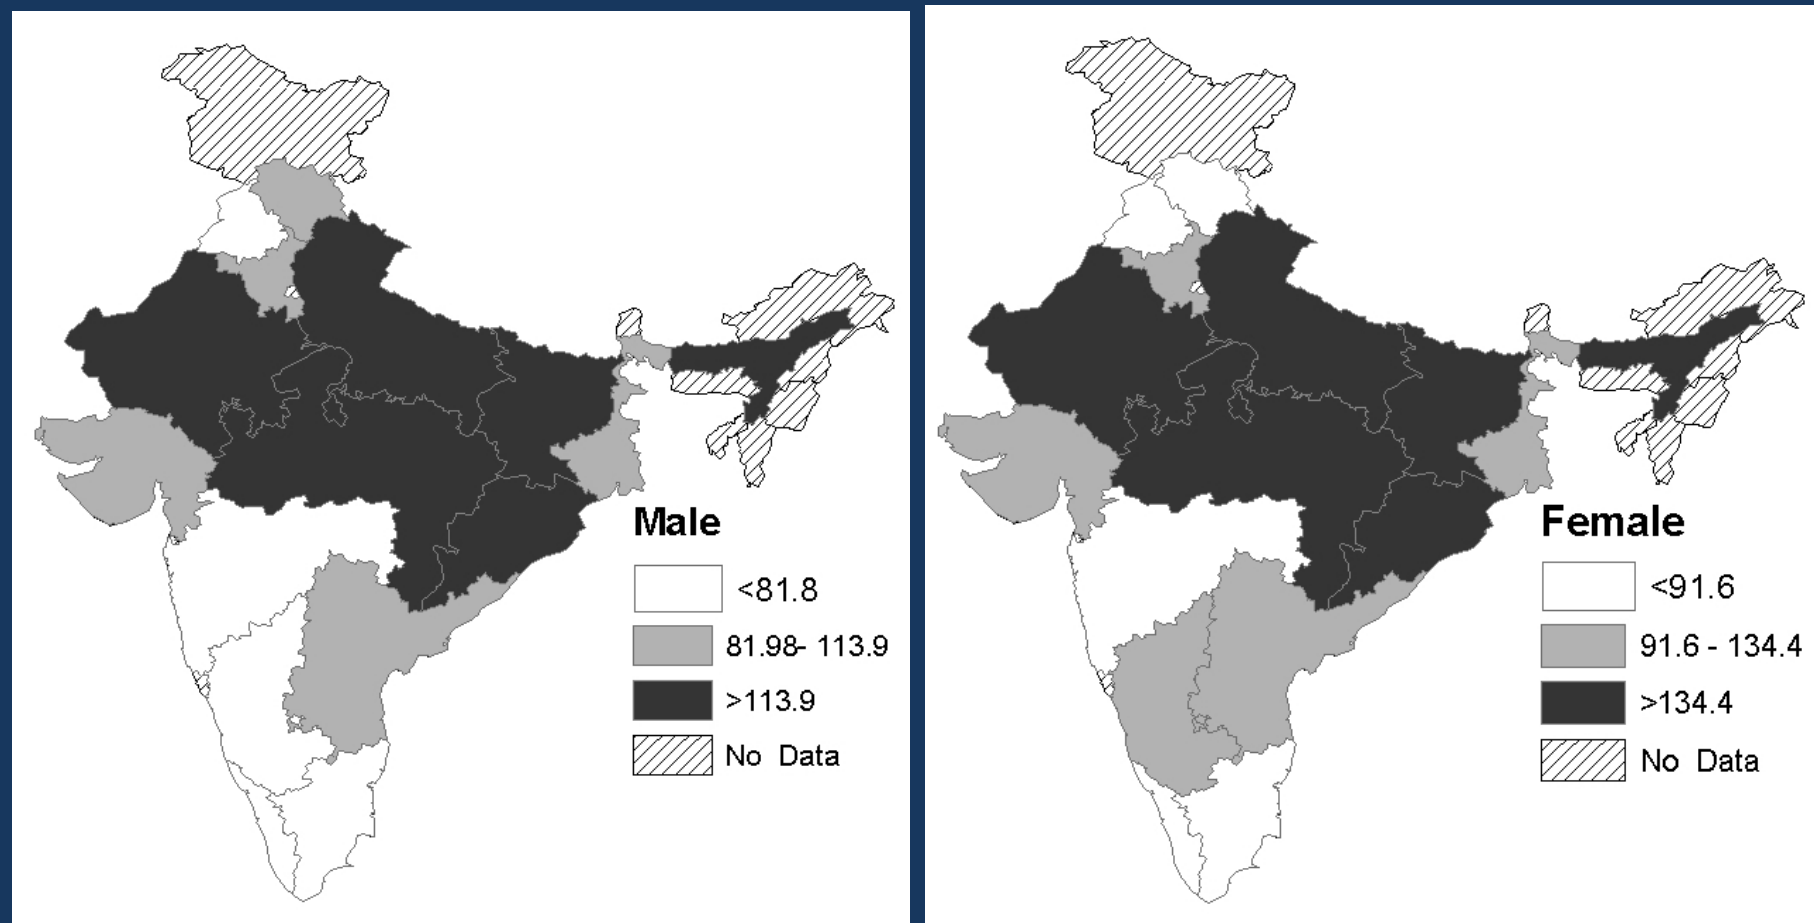 Male
<81.8
81.98- 113.9
>113.9
No Data
Female
<91.6
91.6 - 134.4
>134.4
No Data